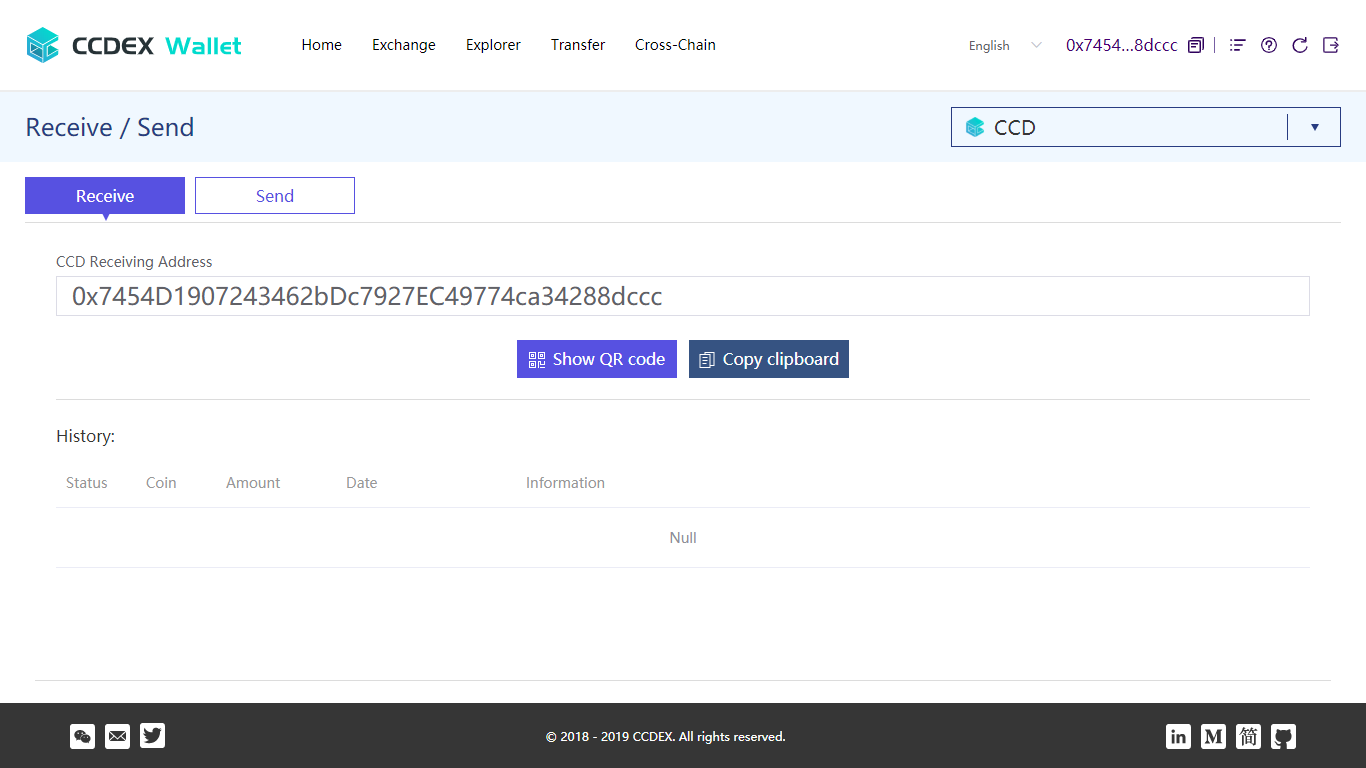 CCDEX Wallet
Home Exchange Explorer Transfer Cross-Chain
English
0x7454...8dccc
Receive / Send
CCD
Receive
Send
CCD Receiving Address
0x7454D1907243462bDc7927EC49774ca34288dccc
Show QR code
Copy clipboard
History:
Status Coin Amount Date Information
Null
© 2018 - 2019 CCDEX. All rights reserved.
in
M
简